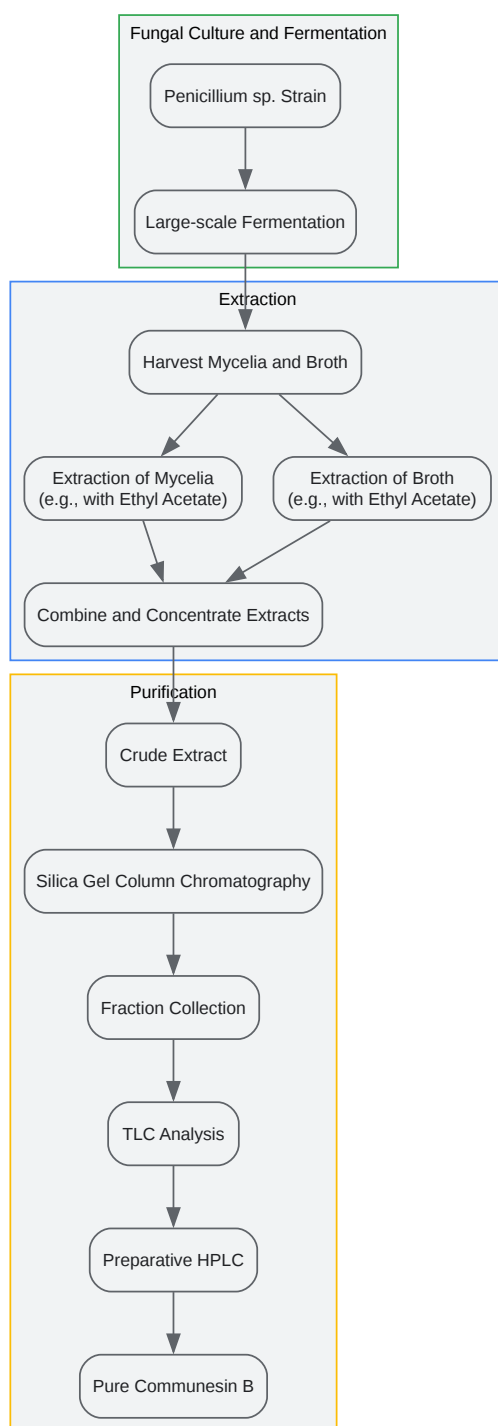 Fungal Culture and Fermentation
Penicillium sp. Strain
Large-scale Fermentation
Extraction
Harvest Mycelia and Broth
Extraction of Mycelia
(e.g., with Ethyl Acetate)
Extraction of Broth
(e.g., with Ethyl Acetate)
Combine and Concentrate Extracts
Purification
Crude Extract
Silica Gel Column Chromatography
Fraction Collection
TLC Analysis
Preparative HPLC
Pure Communesin B